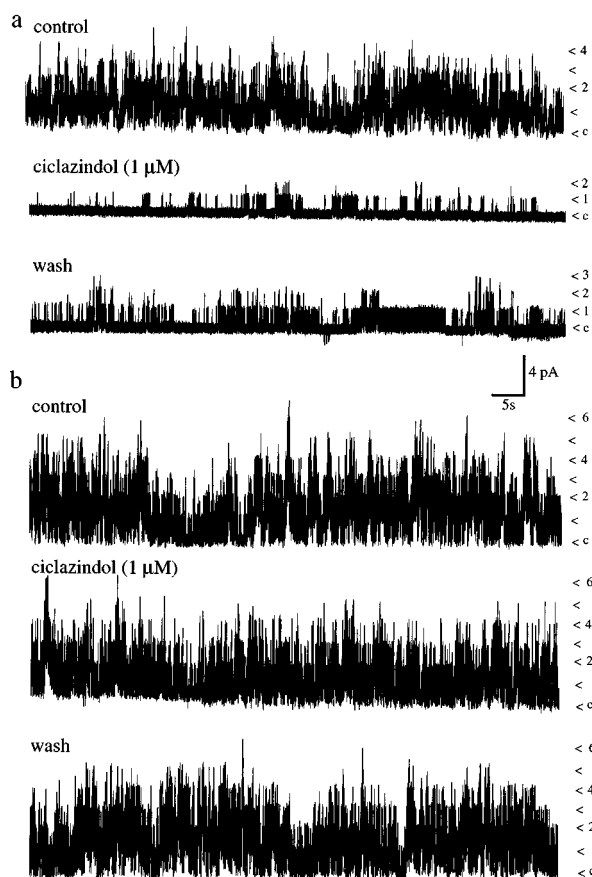 a
control
< 4
<
< 2
<
< c
ciclazindol (1 μM)
< 2
< 1
< c
wash
< 3
< 2
< 1
< c
4 pA
5s
b
control
< 6
<
< 4
<
< 2
<
< c
ciclazindol (1 μM)
< 6
<
< 4
<
< 2
<
< c
wash
< 6
<
< 4
<
< 2
<
< c